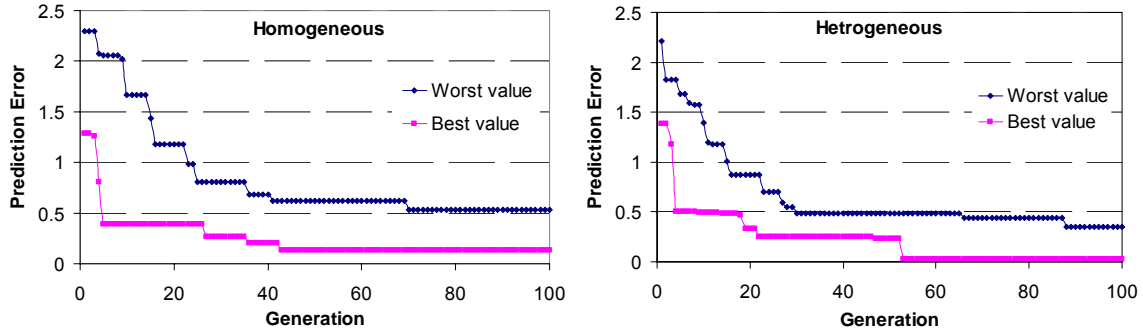 Homogeneous
Prediction Error
2.5
2
1.5
1
0.5
0
0
20
40
60
80
100
Generation
Worst value
Best value
Hetrogeneous
Prediction Error
2.5
2
1.5
1
0.5
0
0
20
40
60
80
100
Generation
Worst value
Best value